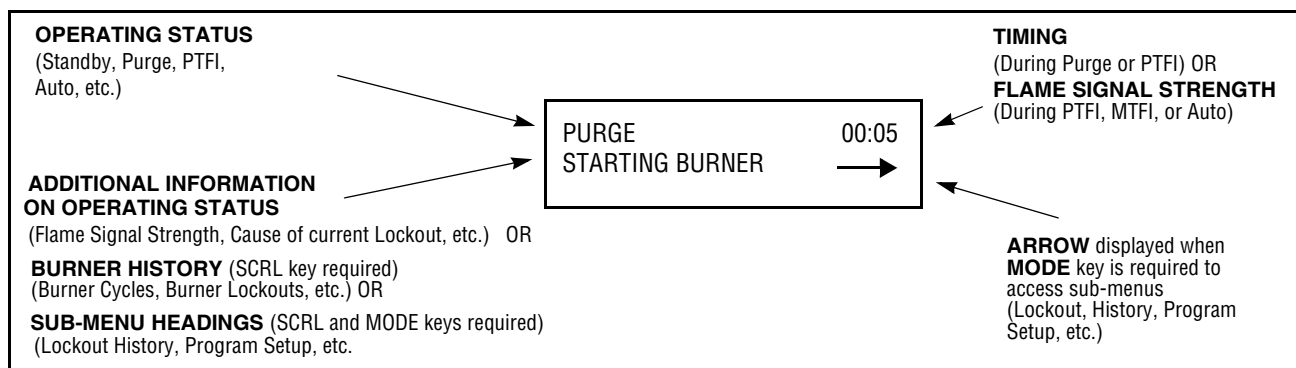 OPERATING STATUS
(Standby, Purge, PTFI,
Auto, etc.)
ADDITIONAL INFORMATION
ON OPERATING STATUS
(Flame Signal Strength, Cause of current Lockout, etc.) OR
BURNER HISTORY (SCRL key required)
(Burner Cycles, Burner Lockouts, etc.) OR
SUB-MENU HEADINGS (SCRL and MODE keys required)
(Lockout History, Program Setup, etc.
PURGE 00:05
STARTING BURNER
TIMING
(During Purge or PTFI) OR
FLAME SIGNAL STRENGTH
(During PTFI, MTFI, or Auto)
ARROW displayed when
MODE key is required to
access sub-menus
(Lockout, History, Program
Setup, etc.)